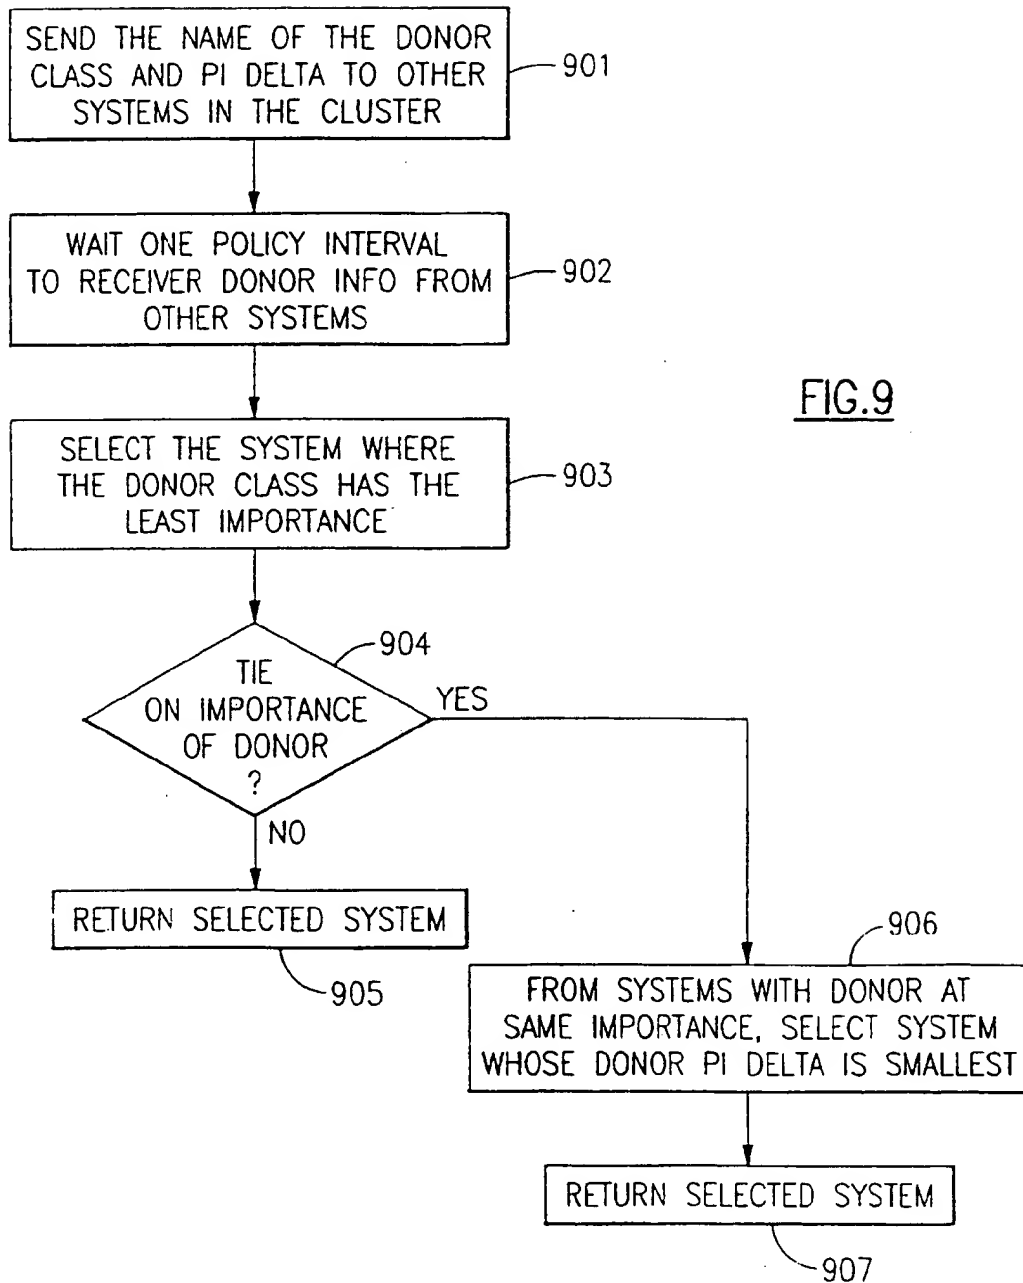 SEND THE NAME OF THE DONOR
CLASS AND PI DELTA TO OTHER
SYSTEMS IN THE CLUSTER
901
WAIT ONE POLICY INTERVAL
TO RECEIVER DONOR INFO FROM
OTHER SYSTEMS
902
FIG.9
SELECT THE SYSTEM WHERE
THE DONOR CLASS HAS THE
LEAST IMPORTANCE
903
904
TIE
ON IMPORTANCE
OF DONOR
?
YES
NO
RETURN SELECTED SYSTEM
905
906
FROM SYSTEMS WITH DONOR AT
SAME IMPORTANCE, SELECT SYSTEM
WHOSE DONOR PI DELTA IS SMALLEST
RETURN SELECTED SYSTEM
907